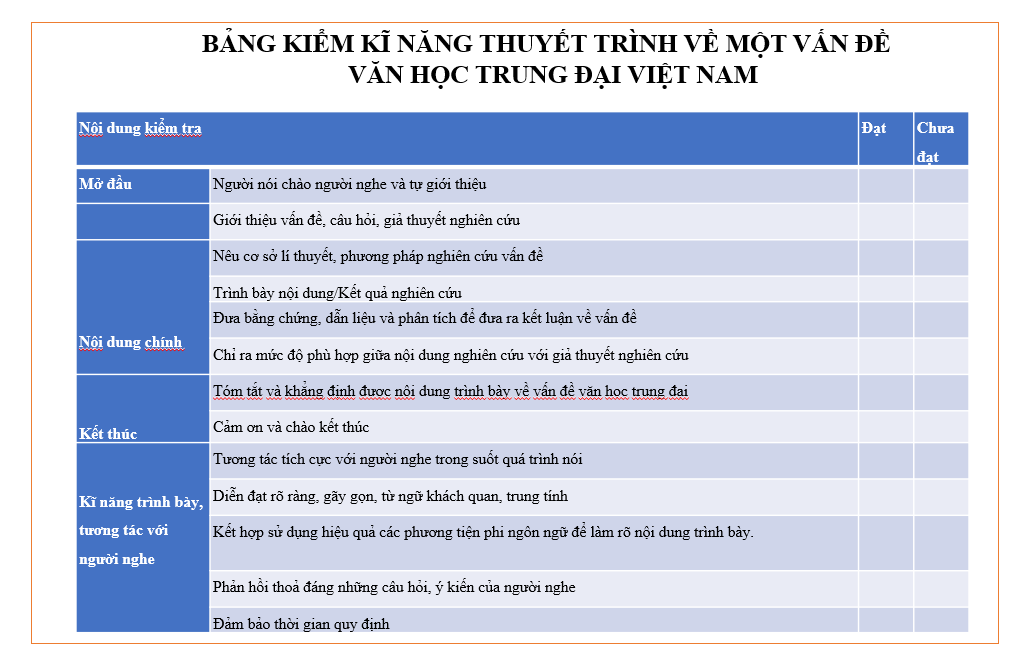 BẢNG KIỂM KĨ NĂNG THUYẾT TRÌNH VỀ MỘT VẤN ĐỀ
VĂN HỌC TRUNG ĐẠI VIỆT NAM
Nội dung kiểm tra
Đạt
Chưa
đạt
Mở đầu
Người nói chào người nghe và tự giới thiệu
Giới thiệu vấn đề, câu hỏi, giả thuyết nghiên cứu
Nội dung chính
Nêu cơ sở lí thuyết, phương pháp nghiên cứu vấn đề
Trình bày nội dung/Kết quả nghiên cứu
Đưa bằng chứng, dẫn liệu và phân tích để đưa ra kết luận về vấn đề
Chỉ ra mức độ phù hợp giữa nội dung nghiên cứu với giả thuyết nghiên cứu
Kết thúc
Tóm tắt và khẳng định được nội dung trình bày về vấn đề văn học trung đại
Cảm ơn và chào kết thúc
Kĩ năng trình bày,
tương tác với
người nghe
Tương tác tích cực với người nghe trong suốt quá trình nói
Diễn đạt rõ ràng, gãy gọn, từ ngữ khách quan, trung tính
Kết hợp sử dụng hiệu quả các phương tiện phi ngôn ngữ để làm rõ nội dung trình bày.
Phản hồi thoả đáng những câu hỏi, ý kiến của người nghe
Đảm bảo thời gian quy định